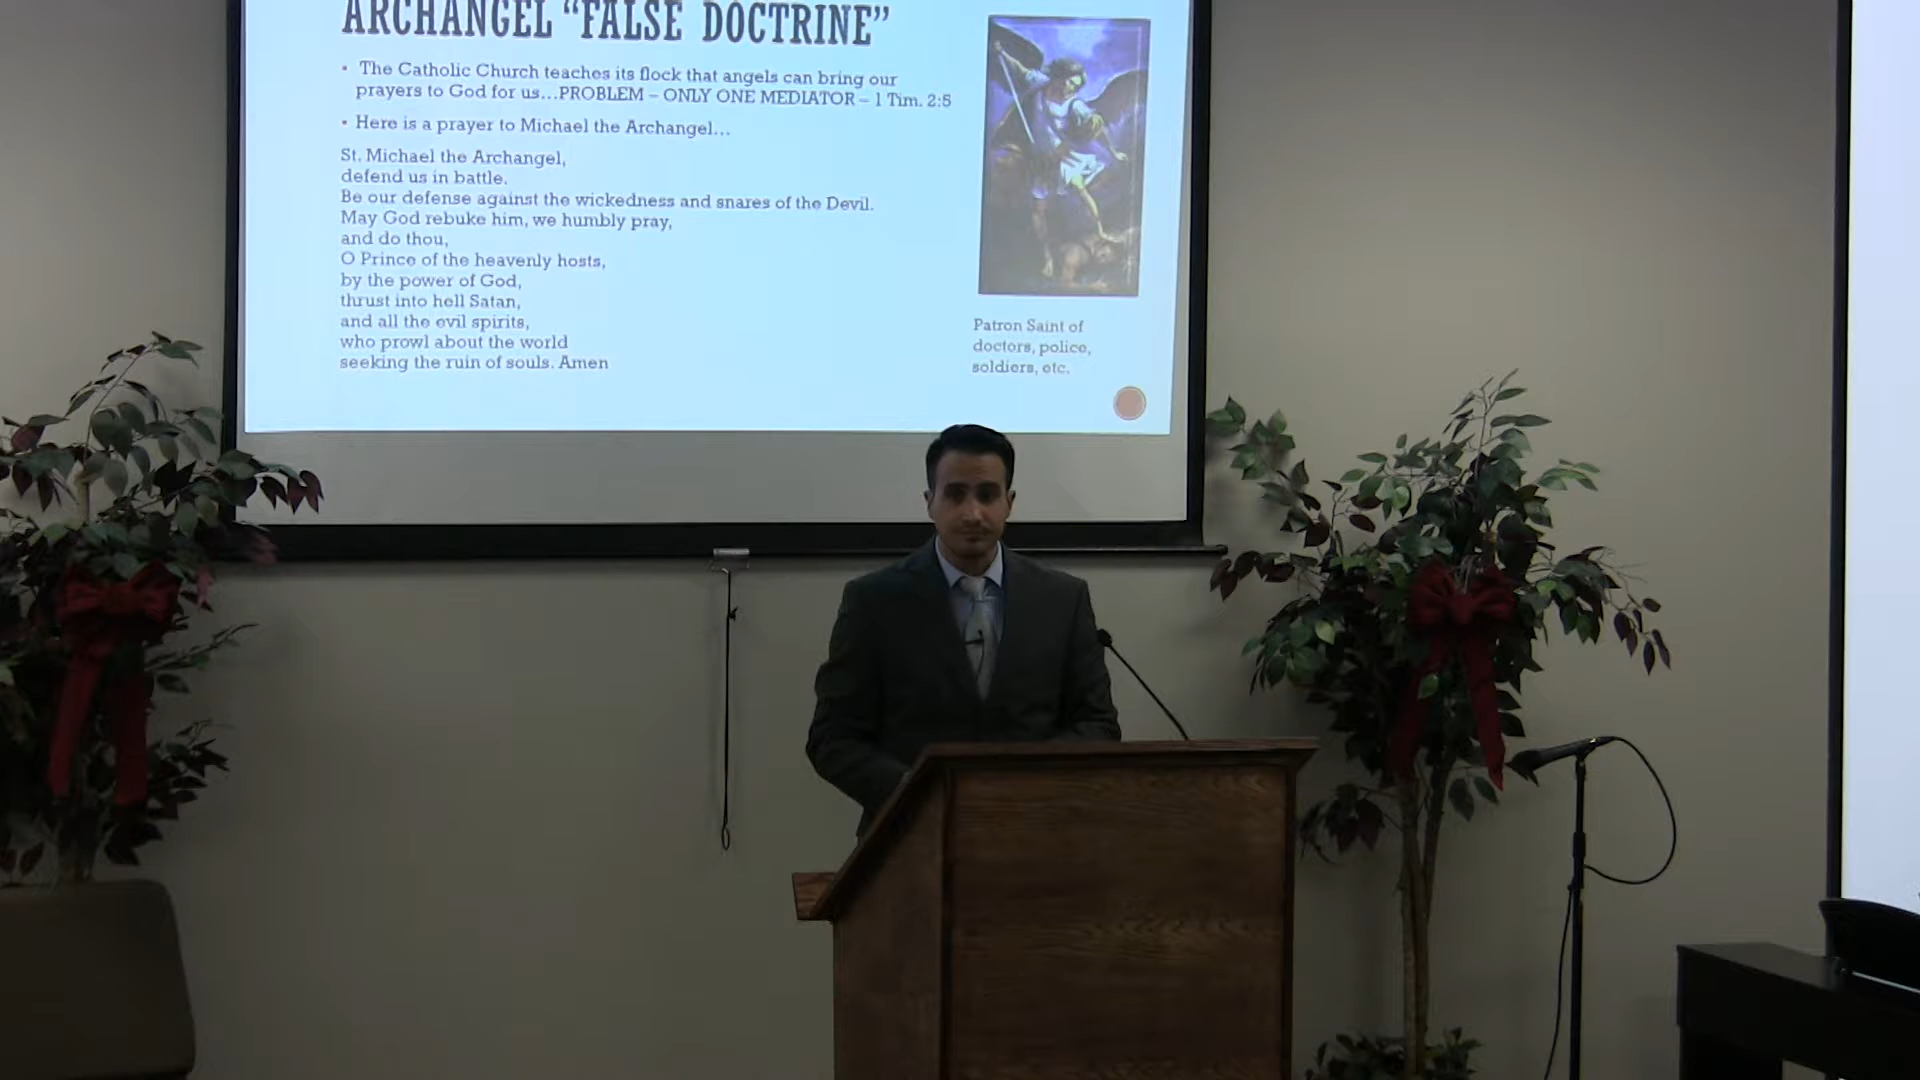 ARCHANGEL “FALSE DOCTRINE”
• The Catholic Church teaches its flock that angels can bring our
prayers to God for us...PROBLEM – ONLY ONE MEDIATOR – 1 Tim. 2:5
• Here is a prayer to Michael the Archangel...
St. Michael the Archangel,
defend us in battle.
Be our defense against the wickedness and snares of the Devil.
May God rebuke him, we humbly pray,
and do thou,
O Prince of the heavenly hosts,
by the power of God,
thrust into hell Satan,
and all the evil spirits,
who prowl about the world
seeking the ruin of souls. Amen
Patron Saint of
doctors, police,
soldiers, etc.